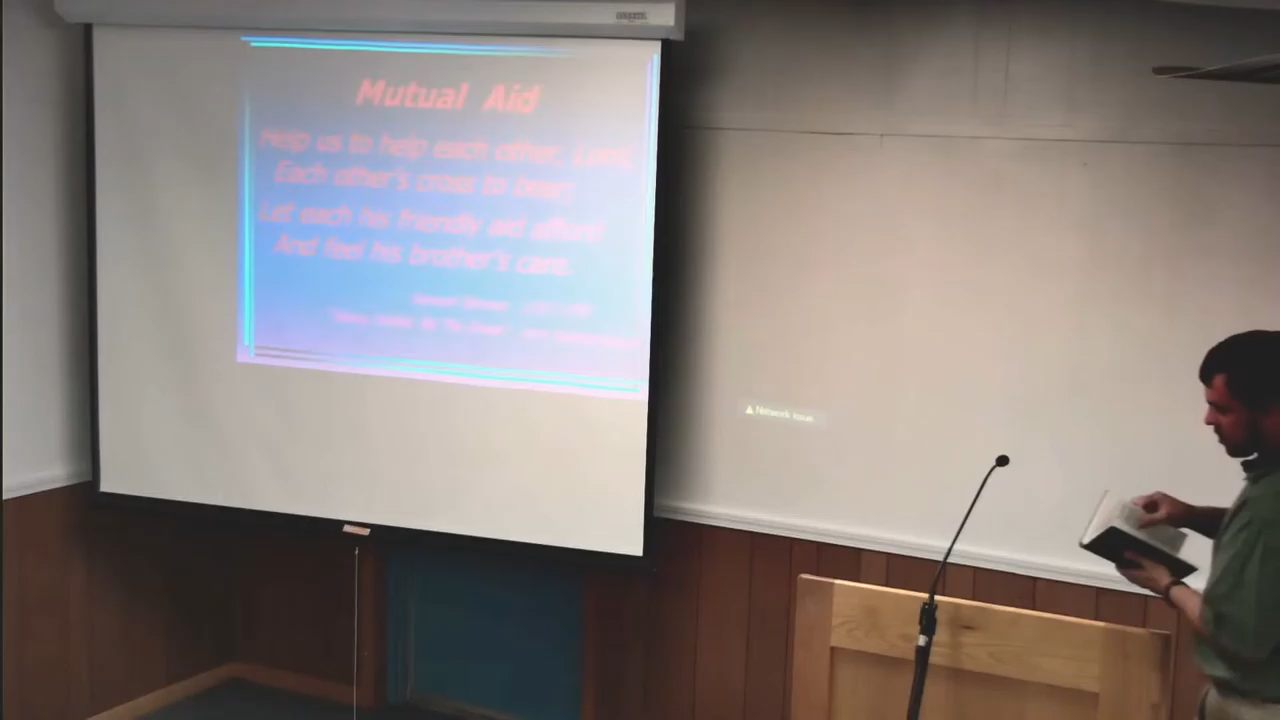 Mutual Aid
Help us to help each other, Lord,
Each other's cross to bear;
Let each his friendly aid afford
And feel his brother's care.
Network Issue